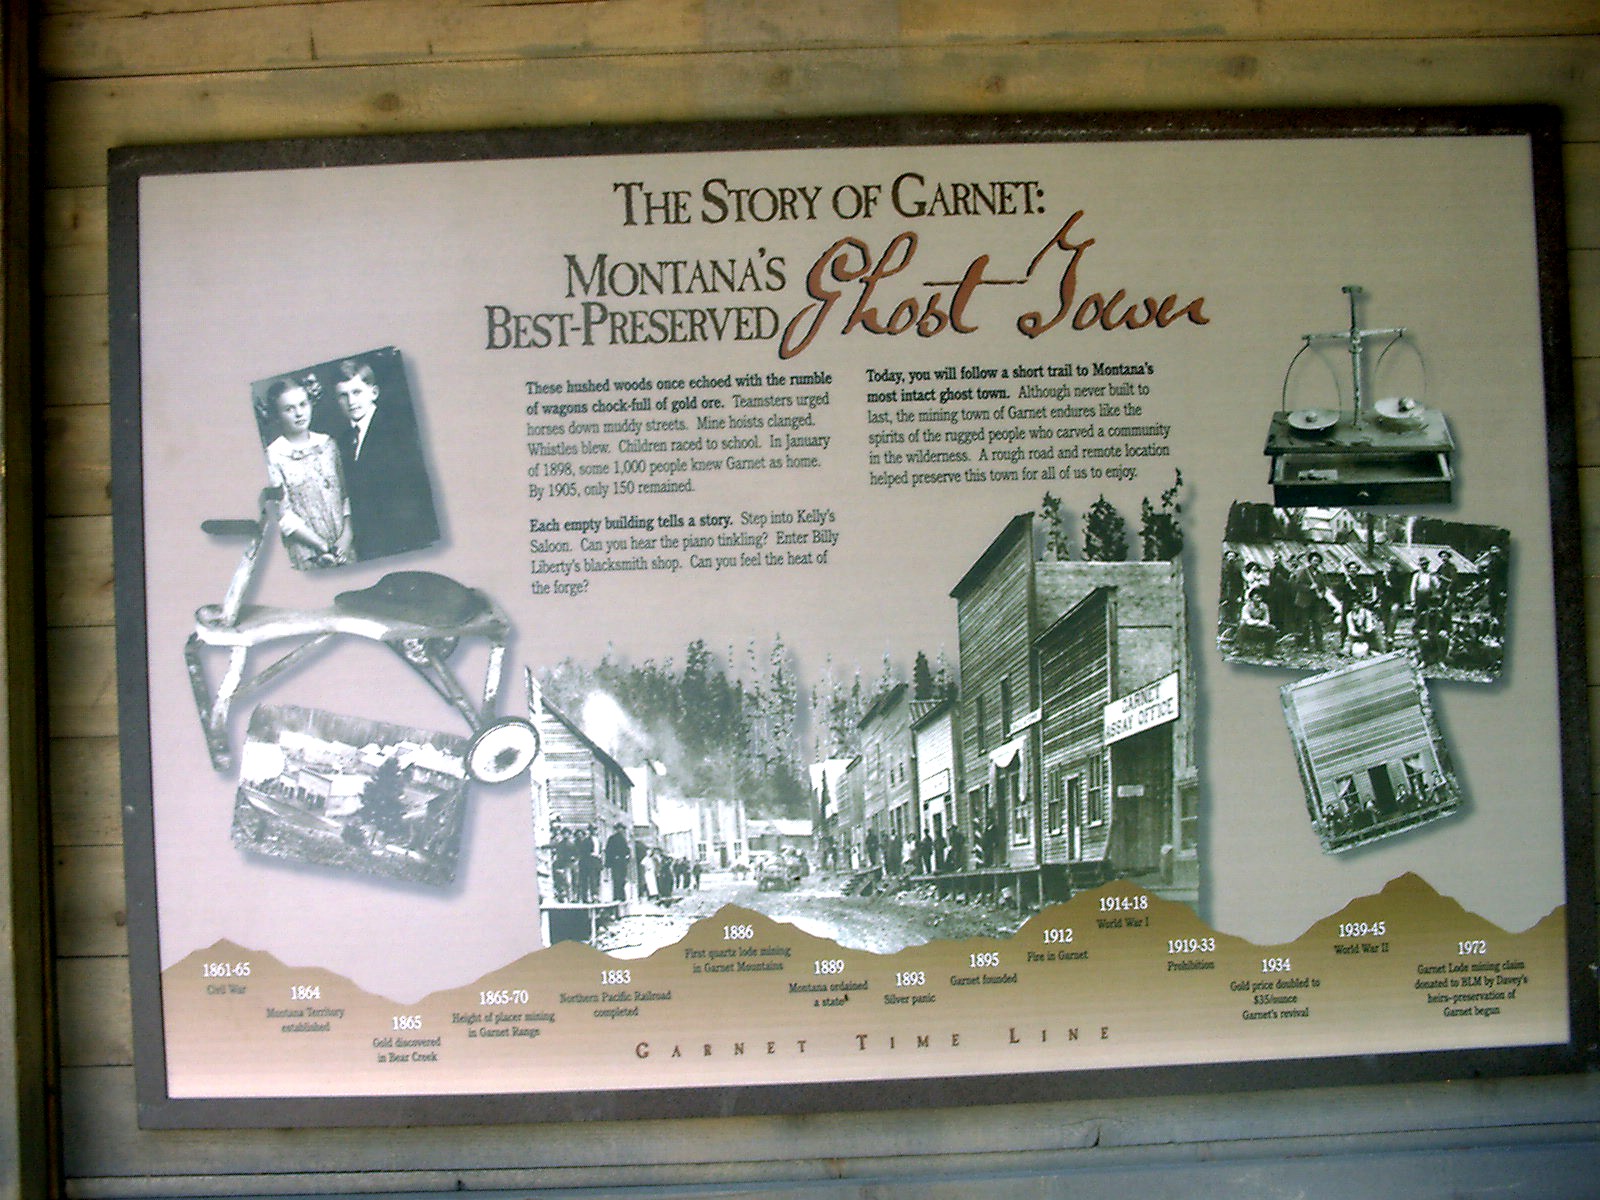 THE STORY OF GARNET:
MONTANA'S
BEST-PRESERVED Ghost Town
These hushed woods once echoed with the rumble
of wagons chock-full of gold ore. Teamsters urged
horses down muddy streets. Mine hoists clanged.
Whistles blew. Children raced to school. In January
of 1898, some 1,000 people knew Garnet as home.
By 1905, only 150 remained.
Each empty building tells a story. Step into Kelly's
Saloon. Can you hear the piano tinkling? Enter Billy
Liberty's blacksmith shop. Can you feel the heat of
the forge?
Today, you will follow a short trail to Montana's
most intact ghost town. Although never built to
last, the mining town of Garnet endures like the
spirits of the rugged people who carved a community
in the wilderness. A rough road and remote location
helped preserve this town for all of us to enjoy.
GARNET
ASSAY OFFICE
1861-65
Civil War
1864
Montana Territory
established
1865
Gold discovered
in Bear Creek
1865-70
Height of placer mining
in Garnet Range
1883
Northern Pacific Railroad
completed
1886
First quartz lode mining
in Garnet Mountains
1889
Montana ordained
a state
1893
Silver panic
1895
Garnet founded
1912
Fire in Garnet
1914-18
World War I
1919-33
Prohibition
1934
Gold price doubled to
$35/ounce
Garnet's revival
1939-45
World War II
1972
Garnet Lode mining claim
donated to BLM by Davey's
heirs-preservation of
Garnet begun
GARNET TIME LINE